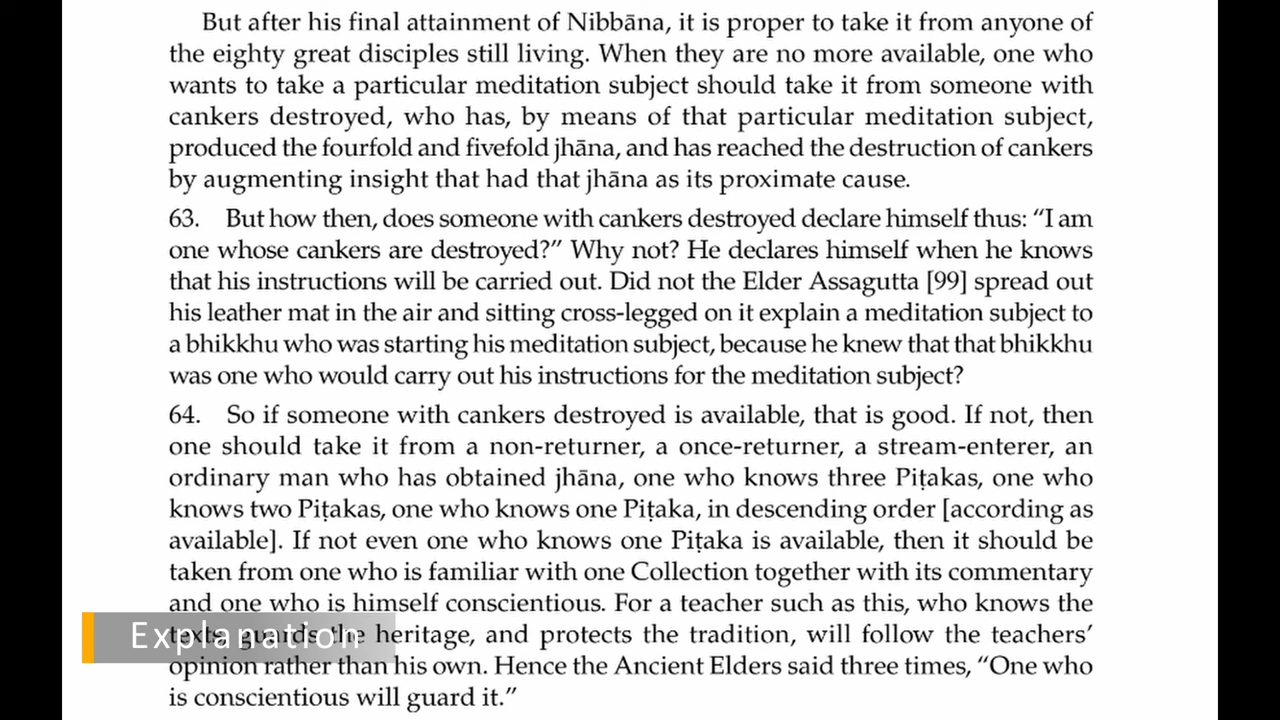 But after his final attainment of Nibbāna, it is proper to take it from anyone of
the eighty great disciples still living. When they are no more available, one who
wants to take a particular meditation subject should take it from someone with
cankers destroyed, who has, by means of that particular meditation subject,
produced the fourfold and fivefold jhāna, and has reached the destruction of cankers
by augmenting insight that had that jhāna as its proximate cause.
63. But how then, does someone with cankers destroyed declare himself thus: “I am
one whose cankers are destroyed?” Why not? He declares himself when he knows
that his instructions will be carried out. Did not the Elder Assagutta [99] spread out
his leather mat in the air and sitting cross-legged on it explain a meditation subject to
a bhikkhu who was starting his meditation subject, because he knew that that bhikkhu
was one who would carry out his instructions for the meditation subject?
64. So if someone with cankers destroyed is available, that is good. If not, then
one should take it from a non-returner, a once-returner, a stream-enterer, an
ordinary man who has obtained jhāna, one who knows three Piṭakas, one who
knows two Piṭakas, one who knows one Piṭaka, in descending order [according as
available]. If not even one who knows one Piṭaka is available, then it should be
taken from one who is familiar with one Collection together with its commentary
and one who is himself conscientious. For a teacher such as this, who knows the
texts, guards the heritage, and protects the tradition, will follow the teachers’
opinion rather than his own. Hence the Ancient Elders said three times, “One who
is conscientious will guard it.”
Explanation